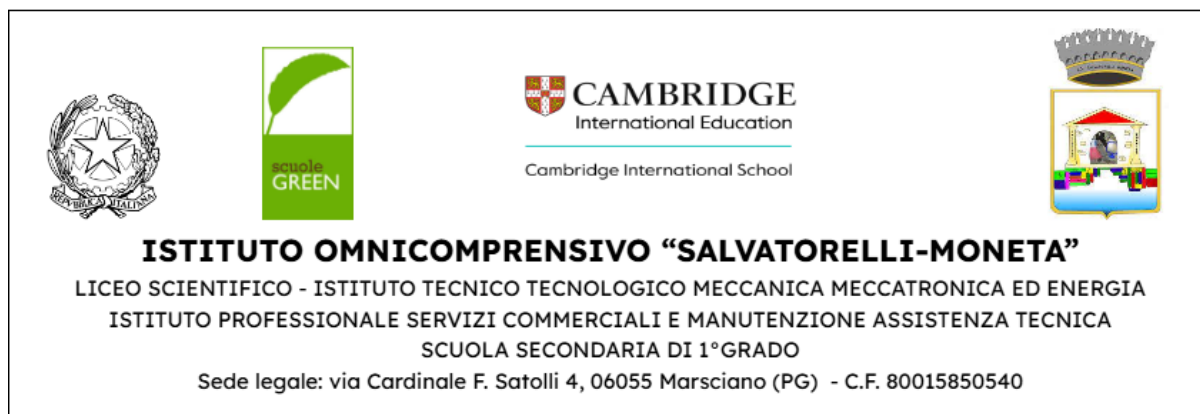 REPVBBLICA ITALIANA
scuole
GREEN
CAMBRIDGE
International Education
Cambridge International School
ISTITUTO OMNICOMPRENSIVO “SALVATORELLI-MONETA”
LICEO SCIENTIFICO - ISTITUTO TECNICO TECNOLOGICO MECCANICA MECCATRONICA ED ENERGIA
ISTITUTO PROFESSIONALE SERVIZI COMMERCIALI E MANUTENZIONE ASSISTENZA TECNICA
SCUOLA SECONDARIA DI 1°GRADO
Sede legale: via Cardinale F. Satolli 4, 06055 Marsciano (PG) - C.F. 80015850540